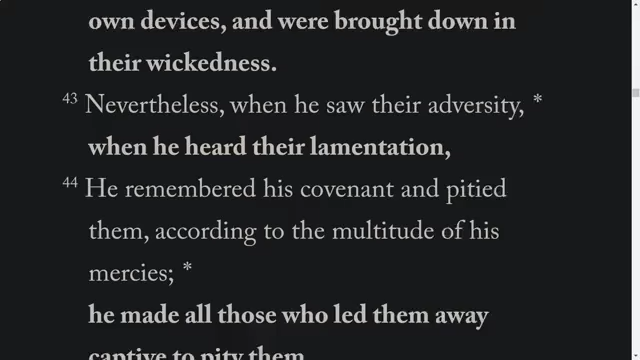 own devices, and were brought down in
their wickedness.
43 Nevertheless, when he saw their adversity, *
when he heard their lamentation,
44 He remembered his covenant and pitied
them, according to the multitude of his
mercies; *
he made all those who led them away
captive to pity them